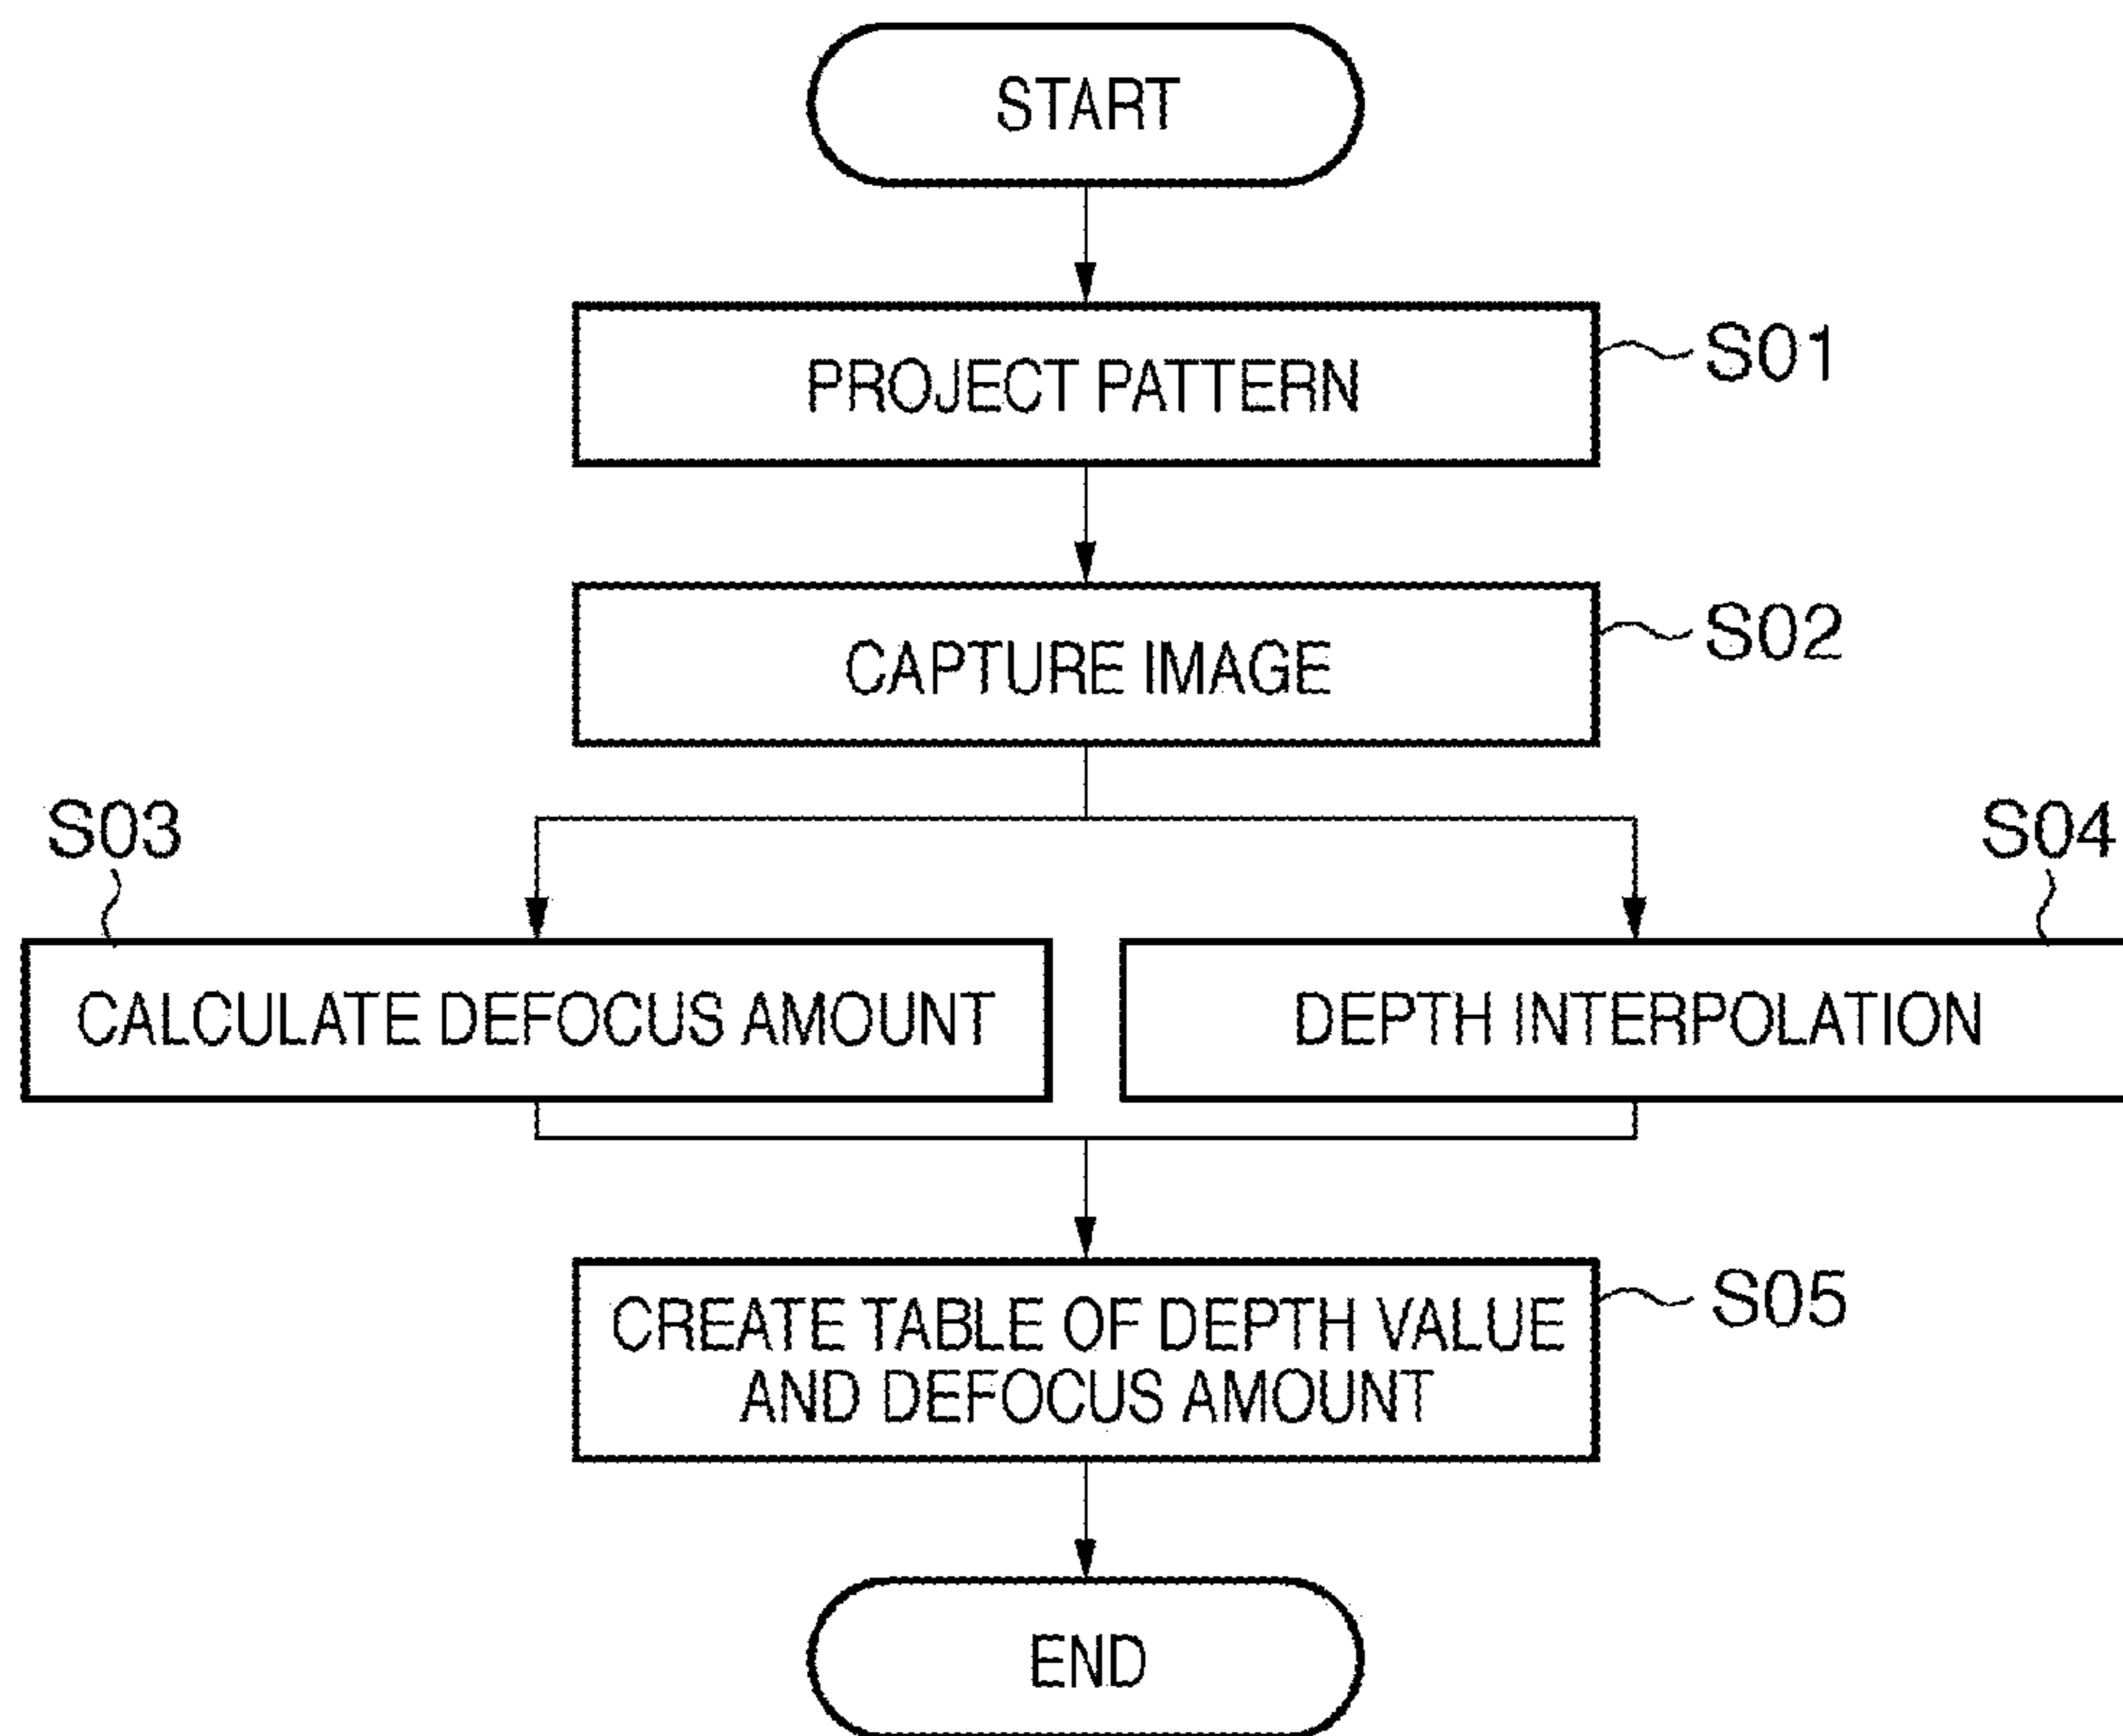 START
PROJECT PATTERN
S01
CAPTURE IMAGE
S02
S03
S04
CALCULATE DEFOCUS AMOUNT
DEPTH INTERPOLATION
CREATE TABLE OF DEPTH VALUE
AND DEFOCUS AMOUNT
S05
END